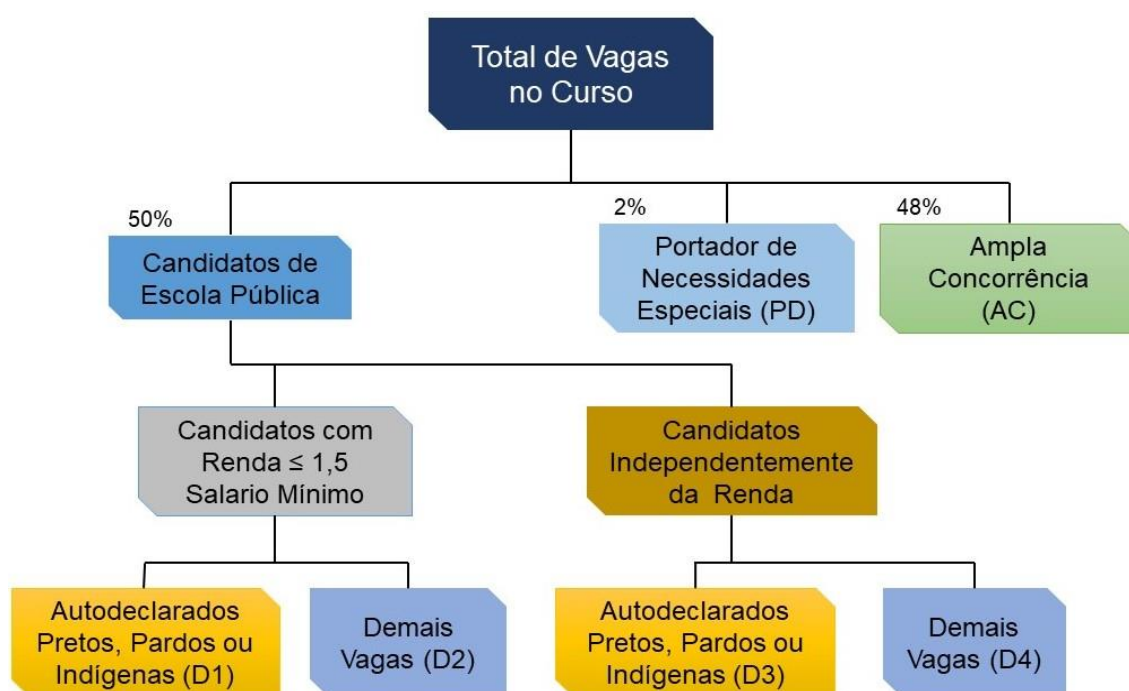 Total de Vagas
no Curso
50%
Candidatos de
Escola Pública
2%
Portador de
Necessidades
Especiais (PD)
48%
Ampla
Concorrência
(AC)
Candidatos com
Renda ≤ 1,5
Salario Mínimo
Candidatos
Independentemente
da Renda
Autodeclarados
Pretos, Pardos ou
Indígenas (D1)
Demais
Vagas (D2)
Autodeclarados
Pretos, Pardos ou
Indígenas (D3)
Demais
Vagas (D4)